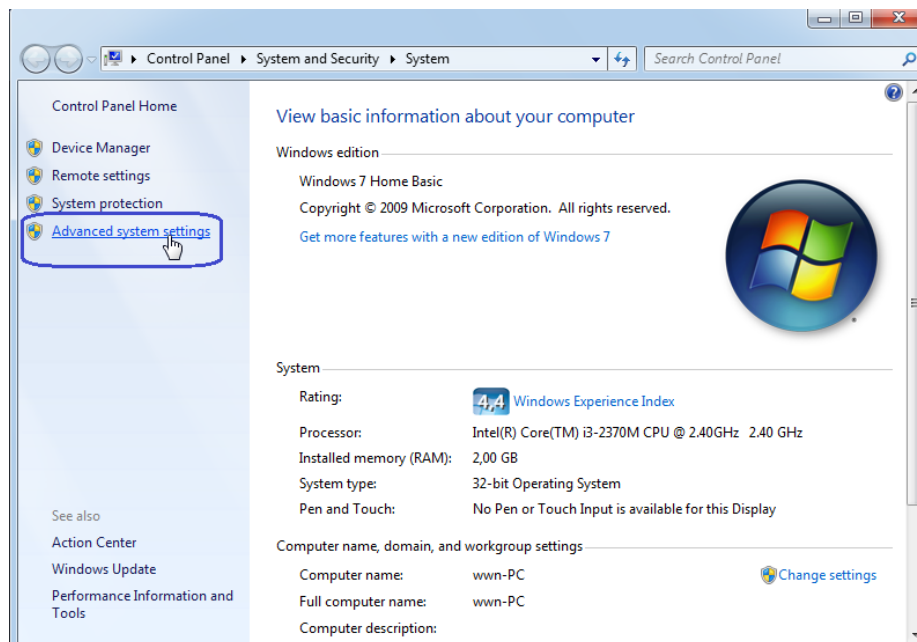 Control Panel ▸ System and Security ▸ System
Search Control Panel
Control Panel Home
Device Manager
Remote settings
System protection
Advanced system settings
See also
Action Center
Windows Update
Performance Information and
Tools
View basic information about your computer
Windows edition
Windows 7 Home Basic
Copyright © 2009 Microsoft Corporation.  All rights reserved.
Get more features with a new edition of Windows 7
System
Rating: 4,4 Windows Experience Index
Processor: Intel(R) Core(TM) i3-2370M CPU @ 2.40GHz  2.40 GHz
Installed memory (RAM): 2,00 GB
System type: 32-bit Operating System
Pen and Touch: No Pen or Touch Input is available for this Display
Computer name, domain, and workgroup settings
Computer name: wwn-PC
Change settings
Full computer name: wwn-PC
Computer description: